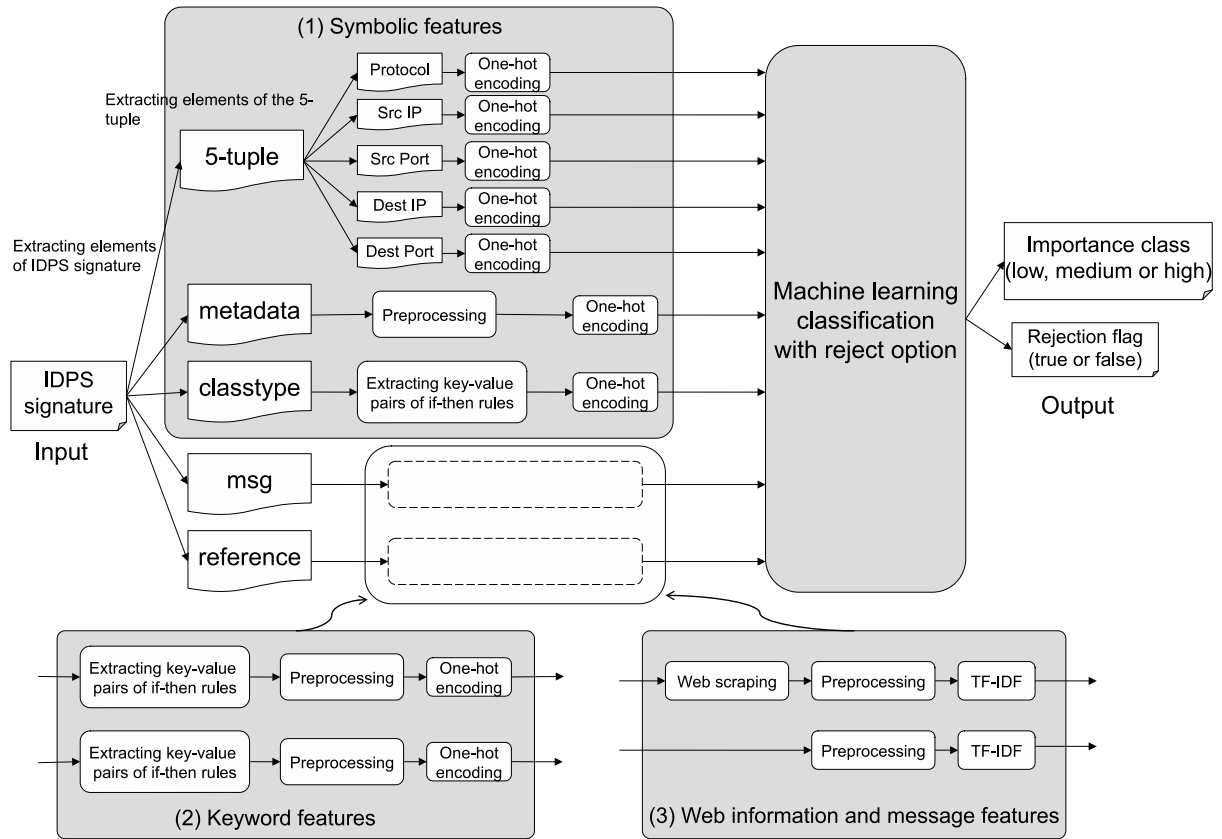 (1) Symbolic features
Extracting elements of the 5-
tuple
Protocol
One-hot
encoding
Src IP
One-hot
encoding
5-tuple
Src Port
One-hot
encoding
Dest IP
One-hot
encoding
Dest Port
One-hot
encoding
Extracting elements
of IDPS signature
metadata
Preprocessing
One-hot
encoding
classtype
Extracting key-value
pairs of if-then rules
One-hot
encoding
IDPS
signature
Input
msg
reference
Machine learning
classification
with reject option
Importance class
(low, medium or high)
Rejection flag
(true or false)
Output
Extracting key-value
pairs of if-then rules
Preprocessing
One-hot
encoding
Extracting key-value
pairs of if-then rules
Preprocessing
One-hot
encoding
(2) Keyword features
Web scraping
Preprocessing
TF-IDF
Preprocessing
TF-IDF
(3) Web information and message features